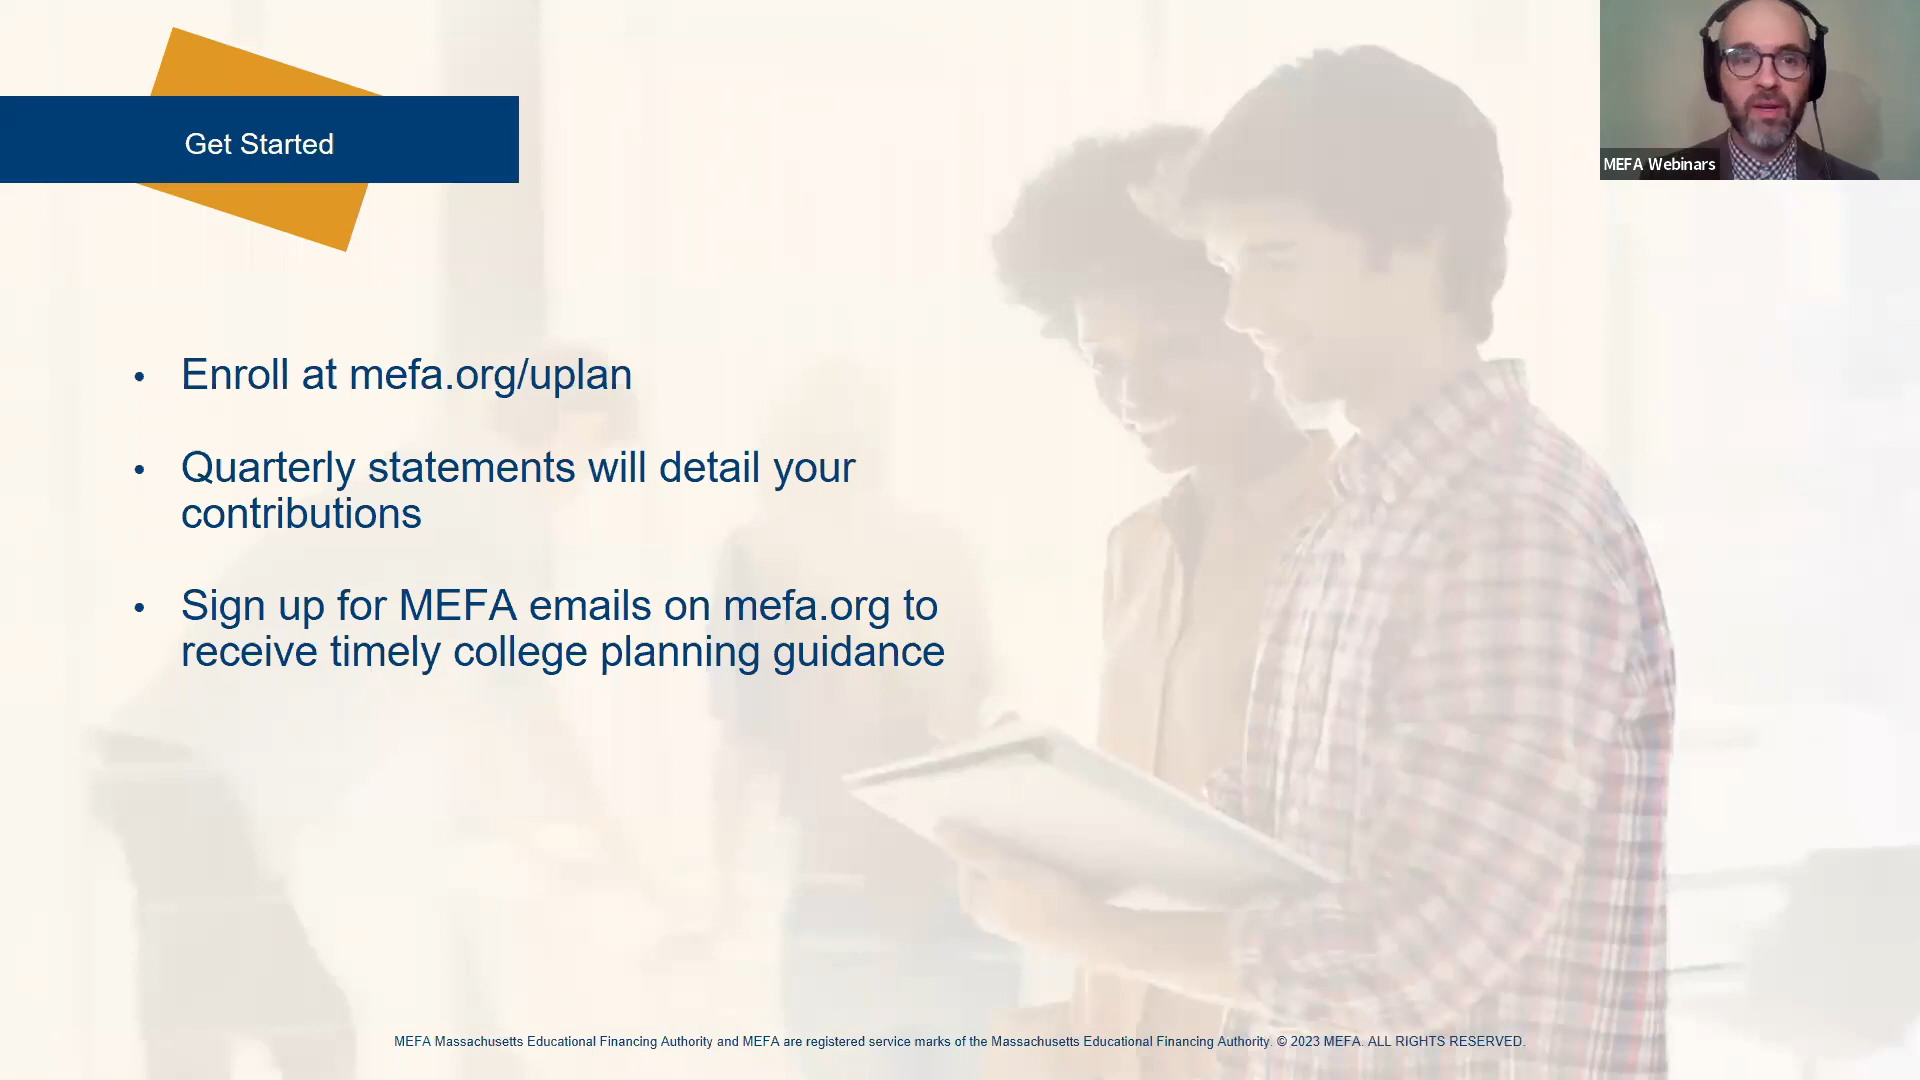 Get Started
MEFA Webinars
• Enroll at mefa.org/uplan
• Quarterly statements will detail your
contributions
• Sign up for MEFA emails on mefa.org to
receive timely college planning guidance
MEFA Massachusetts Educational Financing Authority and MEFA are registered service marks of the Massachusetts Educational Financing Authority. © 2023 MEFA. ALL RIGHTS RESERVED.